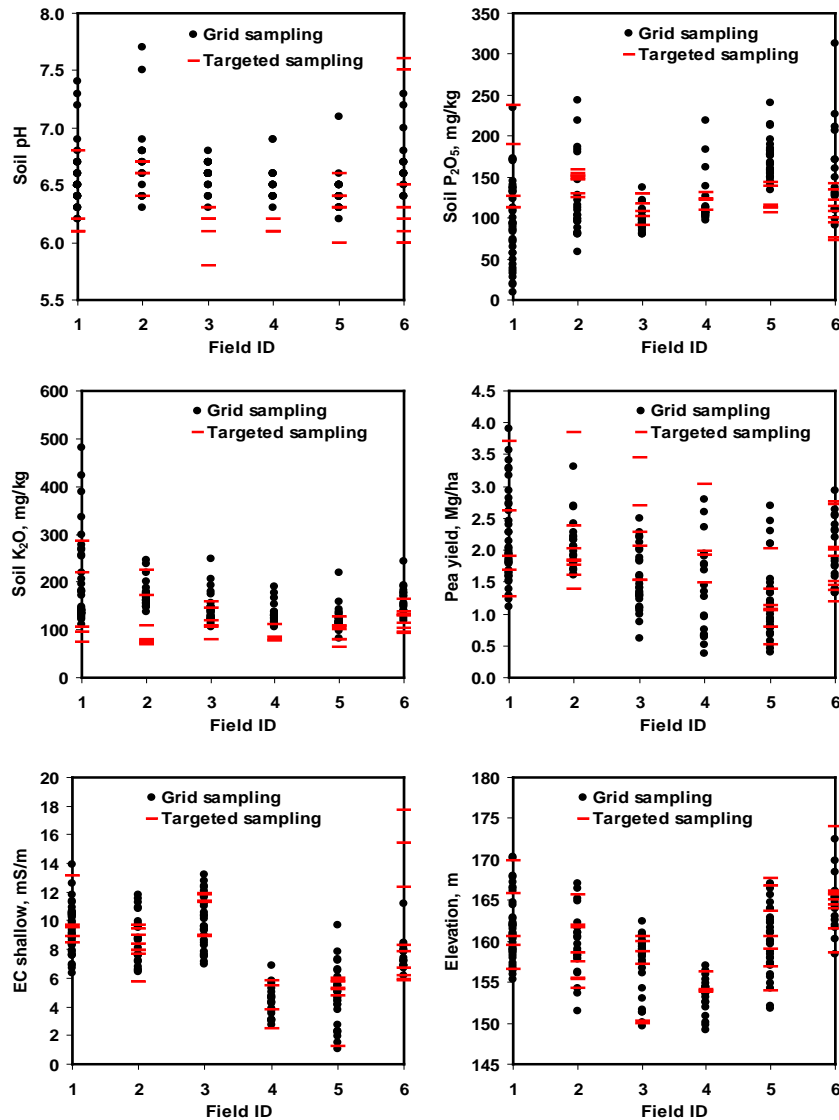 Soil pH
8.0
7.5
7.0
6.5
6.0
5.5
Grid sampling
Targeted sampling
1 2 3 4 5 6
Field ID
Soil P2O5, mg/kg
350
300
250
200
150
100
50
0
Grid sampling
Targeted sampling
1 2 3 4 5 6
Field ID
Soil K2O, mg/kg
600
500
400
300
200
100
0
Grid sampling
Targeted sampling
1 2 3 4 5 6
Field ID
Pea yield, Mg/ha
4.5
4.0
3.5
3.0
2.5
2.0
1.5
1.0
0.5
0.0
Grid sampling
Targeted sampling
1 2 3 4 5 6
Field ID
EC shallow, mS/m
20
18
16
14
12
10
8
6
4
2
0
Grid sampling
Targeted sampling
1 2 3 4 5 6
Field ID
Elevation, m
180
175
170
165
160
155
150
145
Grid sampling
Targeted sampling
1 2 3 4 5 6
Field ID